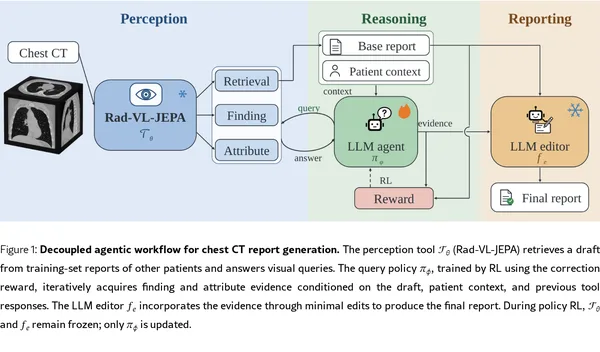 Perception
Reasoning
Reporting
Chest CT
Rad-VL-JEPA
𝒯θ
Retrieval
Finding
Attribute
Base report
Patient context
context
query
answer
LLM agent
πϕ
evidence
RL
Reward
LLM editor
fe
Final report
Figure 1: Decoupled agentic workflow for chest CT report generation. The perception tool 𝒯θ (Rad-VL-JEPA) retrieves a draft
from training-set reports of other patients and answers visual queries. The query policy πϕ, trained by RL using the correction
reward, iteratively acquires finding and attribute evidence conditioned on the draft, patient context, and previous tool
responses. The LLM editor fe incorporates the evidence through minimal edits to produce the final report. During policy RL, 𝒯θ
and fe remain frozen; only πϕ is updated.